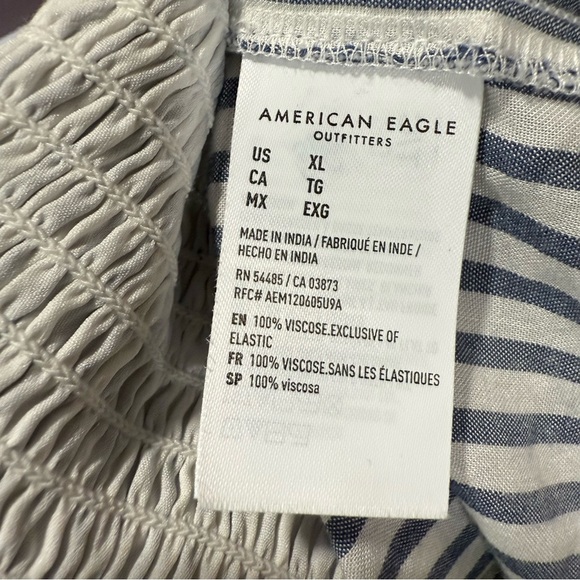 AMERICAN EAGLE
OUTFITTERS
US XL
CA TG
MX EXG
MADE IN INDIA / FABRIQUÉ EN INDE /
HECHO EN INDIA
RN 54485 / CA 03873
RFC# AEM120605U9A
EN 100% VISCOSE.EXCLUSIVE OF
ELASTIC
FR 100% VISCOSE.SANS LES ÉLASTIQUES
SP 100% viscosa